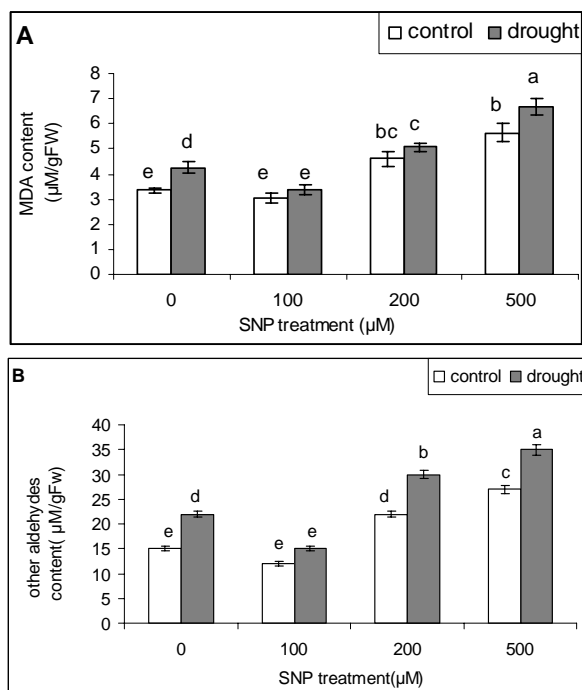 A
control drought
MDA content
(µM/gFW)
8
7
6
5
4
3
2
1
0
e d e e bc c b a
0 100 200 500
SNP treatment (µM)
B
control drought
other aldehydes
content( µM/gFw)
40
35
30
25
20
15
10
5
0
e d e e d b c a
0 100 200 500
SNP treatment(µM)